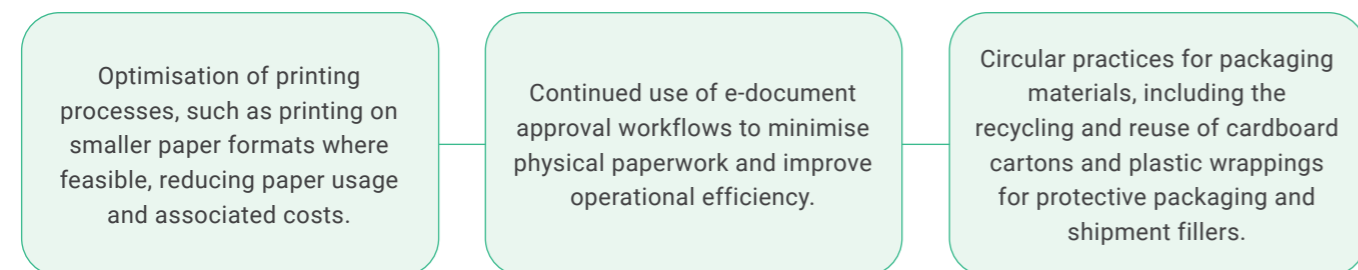 Optimisation of printing
processes, such as printing on
smaller paper formats where
feasible, reducing paper usage
and associated costs.
Continued use of e-document
approval workflows to minimise
physical paperwork and improve
operational efficiency.
Circular practices for packaging
materials, including the
recycling and reuse of cardboard
cartons and plastic wrappings
for protective packaging and
shipment fillers.